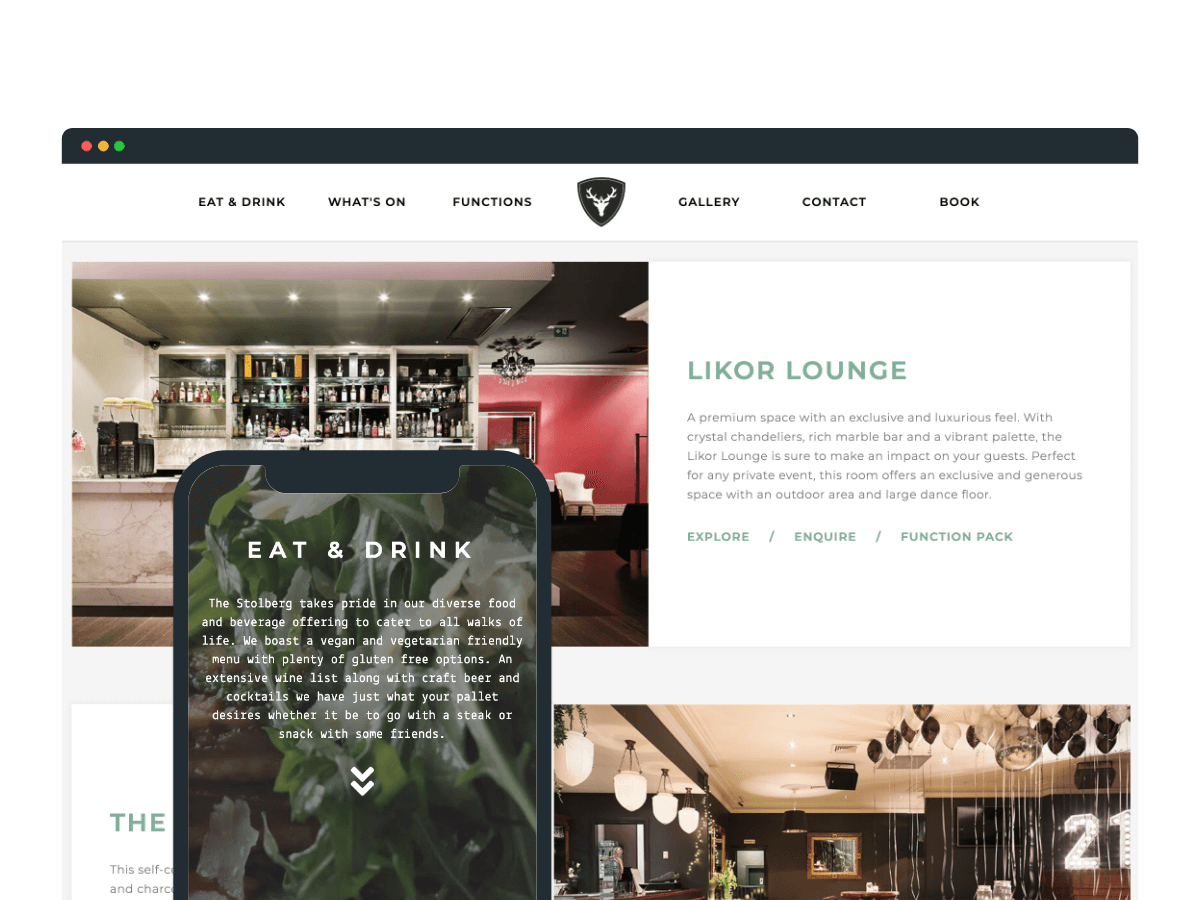 EAT & DRINK
WHAT'S ON
FUNCTIONS
GALLERY
CONTACT
BOOK
LIKOR LOUNGE
A premium space with an exclusive and luxurious feel. With
crystal chandeliers, rich marble bar and a vibrant palette, the
Likor Lounge is sure to make an impact on your guests. Perfect
for any private event, this room offers an exclusive and generous
space with an outdoor area and large dance floor.
EXPLORE / ENQUIRE / FUNCTION PACK
EAT & DRINK
The Stolberg takes pride in our diverse food
and beverage offering to cater to all walks of
life. We boast a vegan and vegetarian friendly
menu with plenty of gluten free options. An
extensive wine list along with craft beer and
cocktails we have just what your pallet
desires whether it be to go with a steak or
snack with some friends.
THE
This self-c
and charc
21